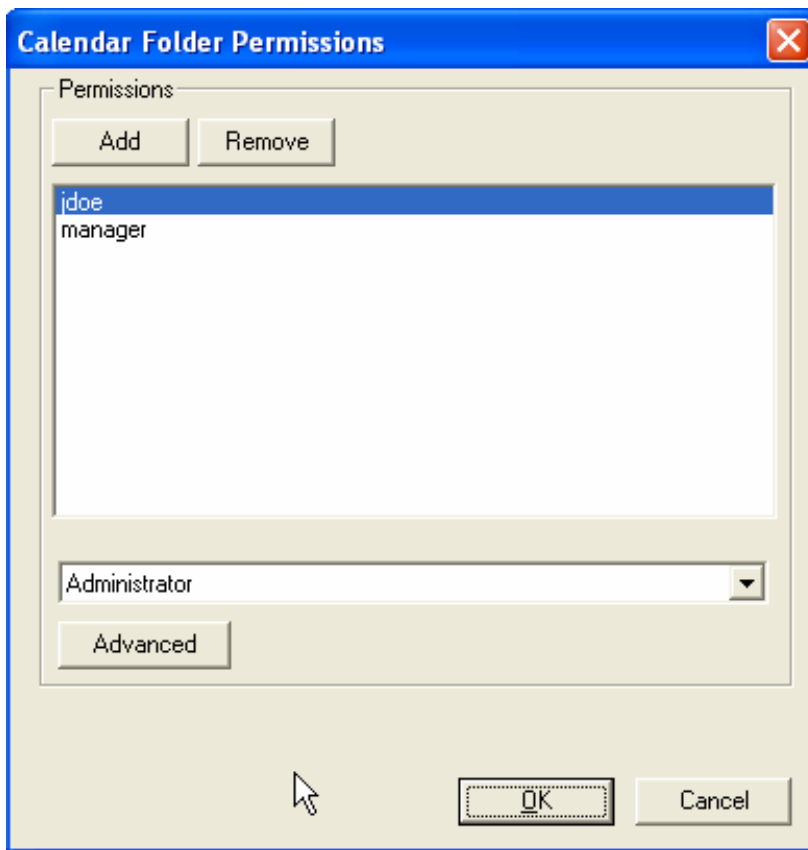 Calendar Folder Permissions
Permissions
Add Remove
jdoe
manager
Administrator
Advanced
OK Cancel